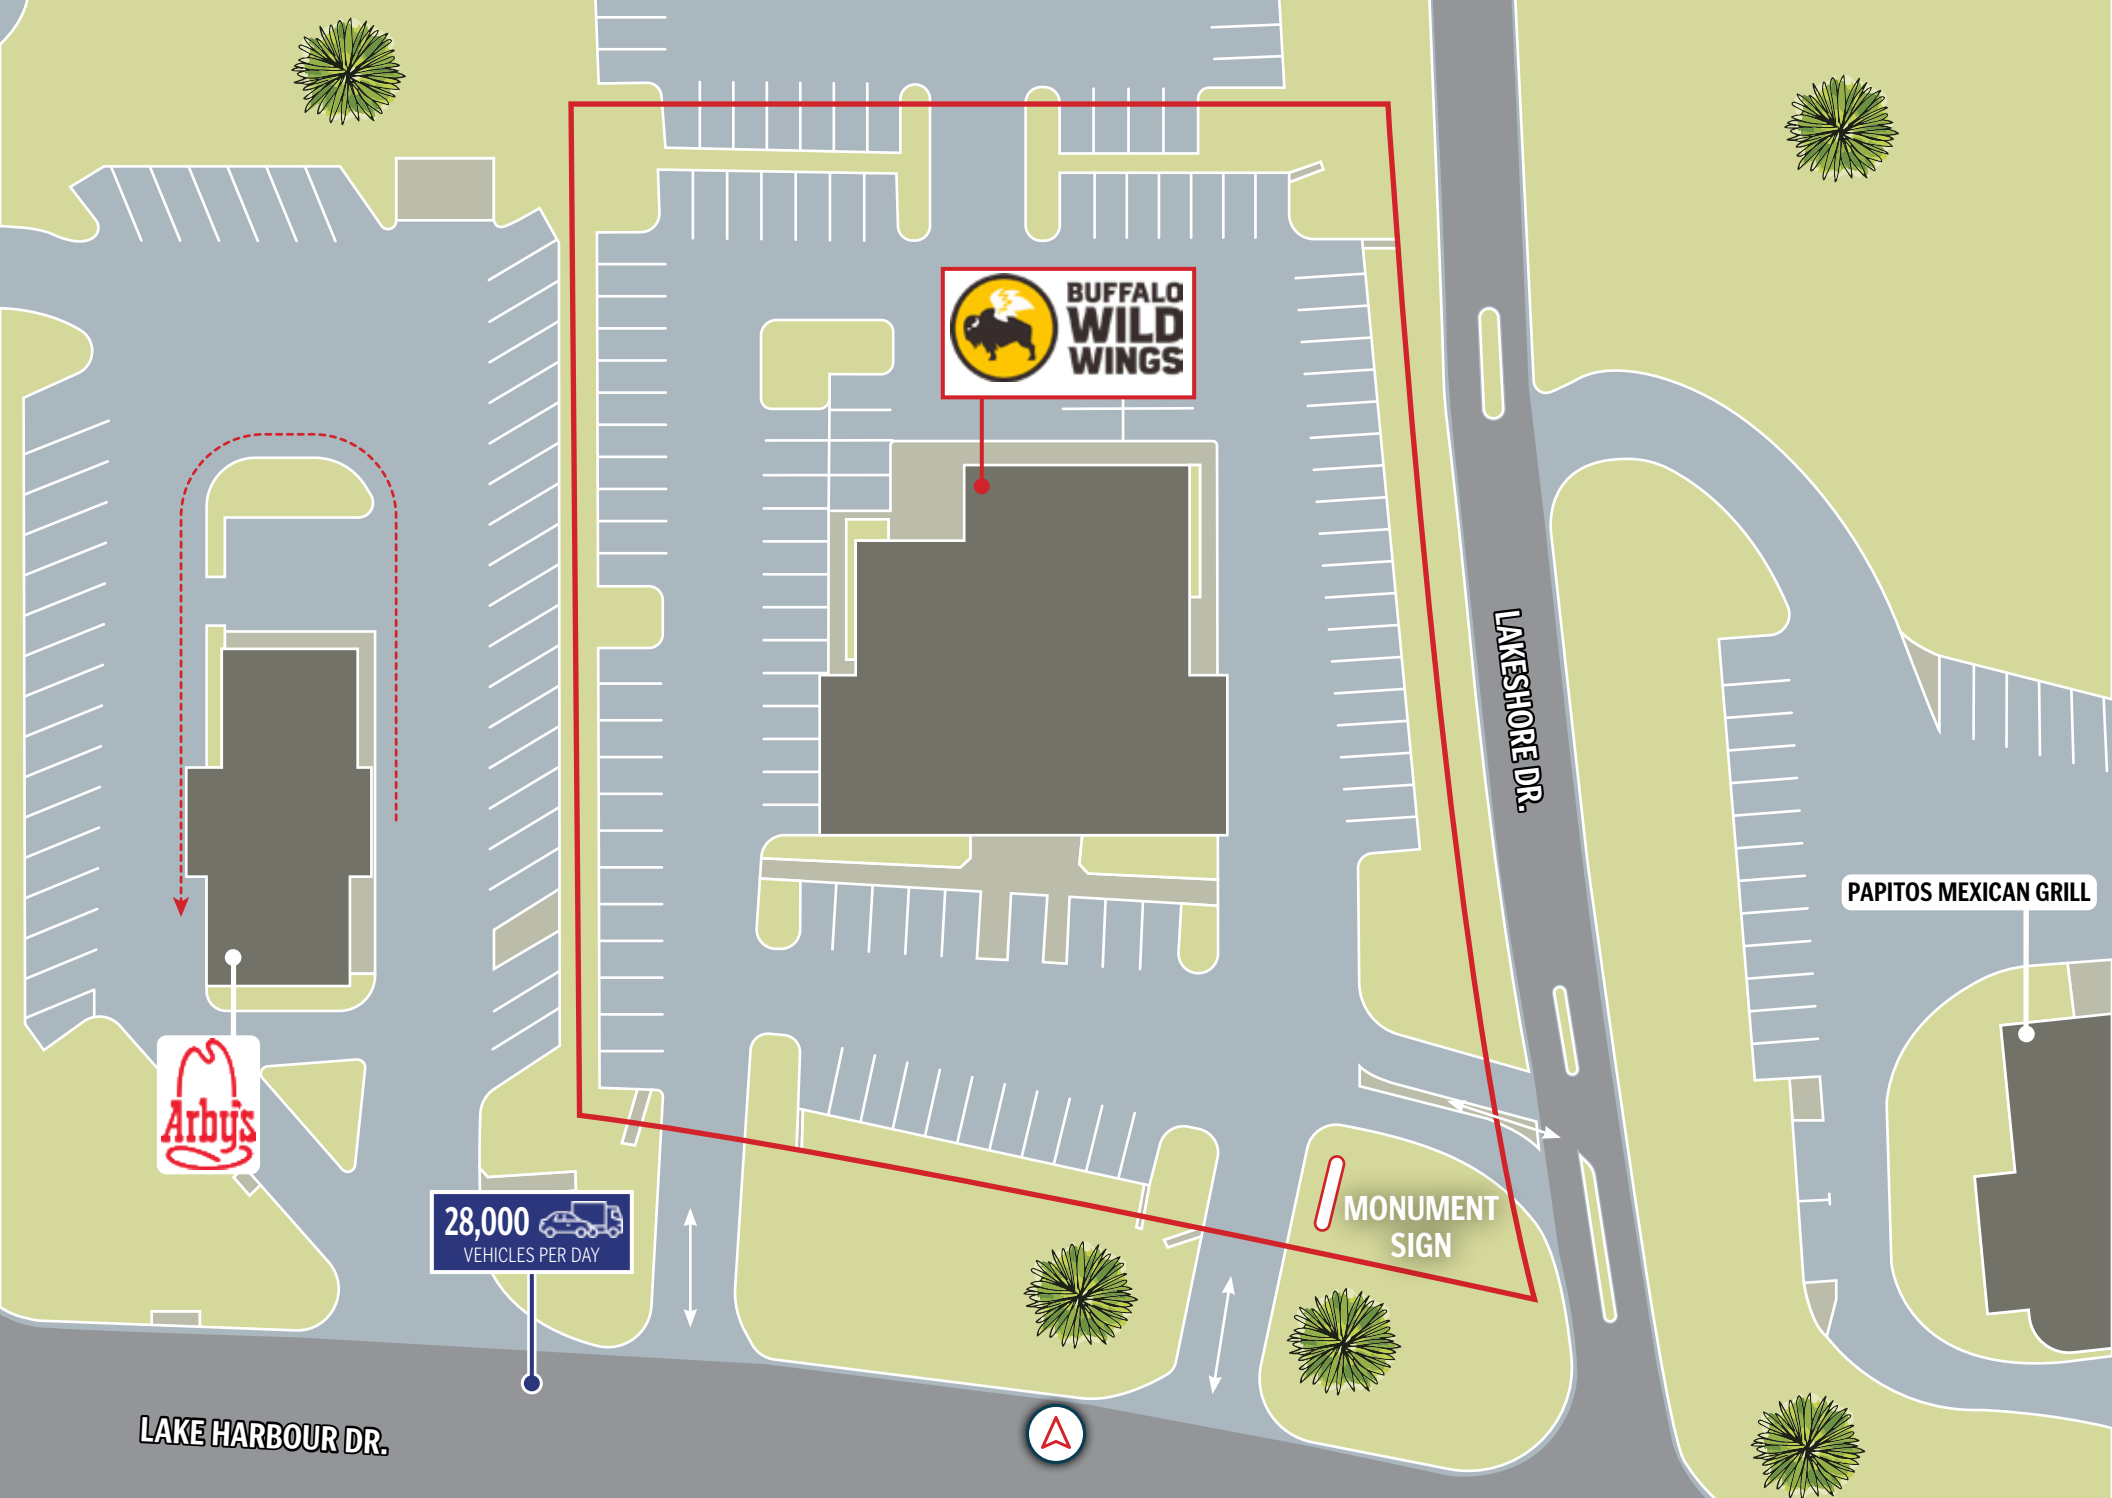 BUFFALO
WILD
WINGS
LAKESHORE DR.
PAPITOS MEXICAN GRILL
Arby's
28,000
VEHICLES PER DAY
MONUMENT
SIGN
LAKE HARBOUR DR.